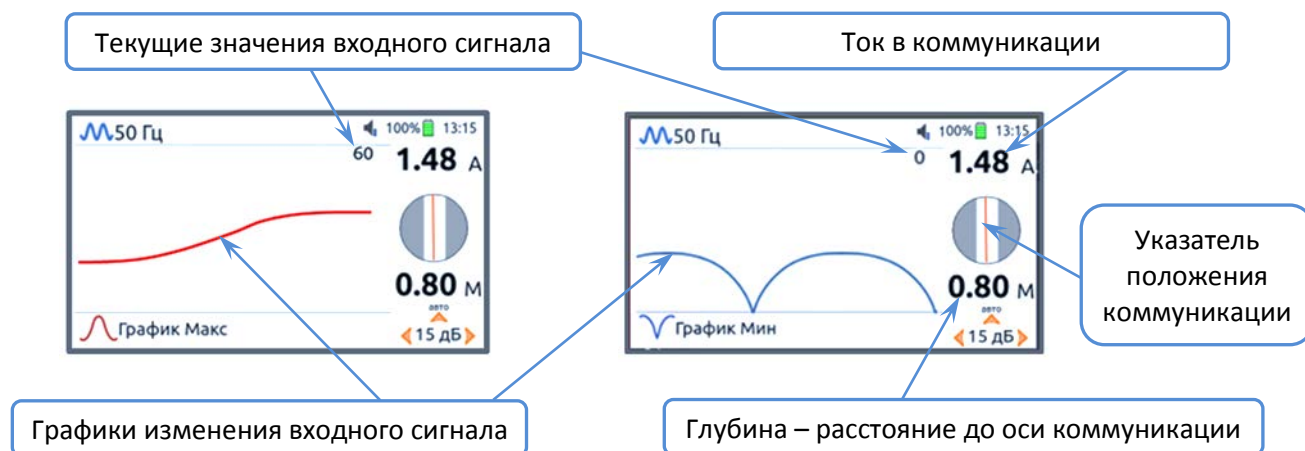 Текущие значения входного сигнала
Ток в коммуникации
50 Гц
100% 13:15
60
1.48 А
0.80 м
авто
График Макс
15 дБ
50 Гц
100% 13:15
0
1.48 А
0.80 м
авто
График Мин
15 дБ
Указатель
положения
коммуникации
Графики изменения входного сигнала
Глубина – расстояние до оси коммуникации